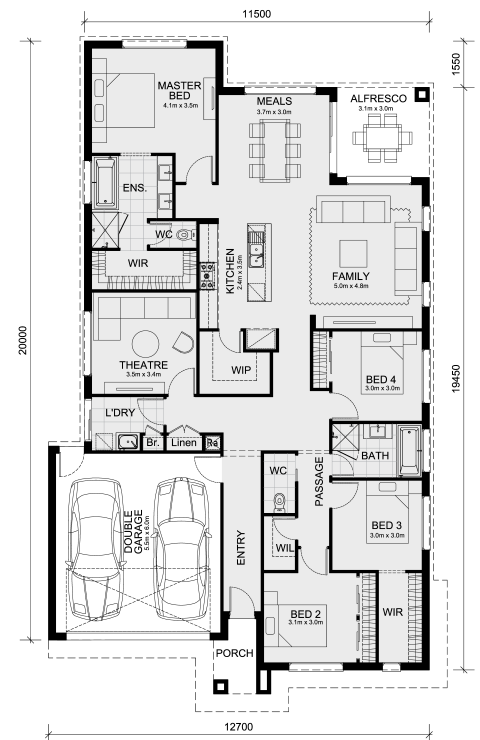 11500
MASTER
BED
4.1m x 3.5m
MEALS
3.7m x 3.0m
ALFRESCO
3.1m x 3.0m
1550
ENS.
WC
WIR
KITCHEN
2.4m x 3.5m
FAMILY
5.0m x 4.8m
20000
19450
THEATRE
3.5m x 3.4m
WIP
BED 4
3.0m x 3.0m
L'DRY
Br.
Linen
Ra
BATH
WC
PASSAGE
DOUBLE
GARAGE
5.5m x 6.0m
ENTRY
WIL
BED 3
3.0m x 3.0m
BED 2
3.1m x 3.0m
WIR
PORCH
12700